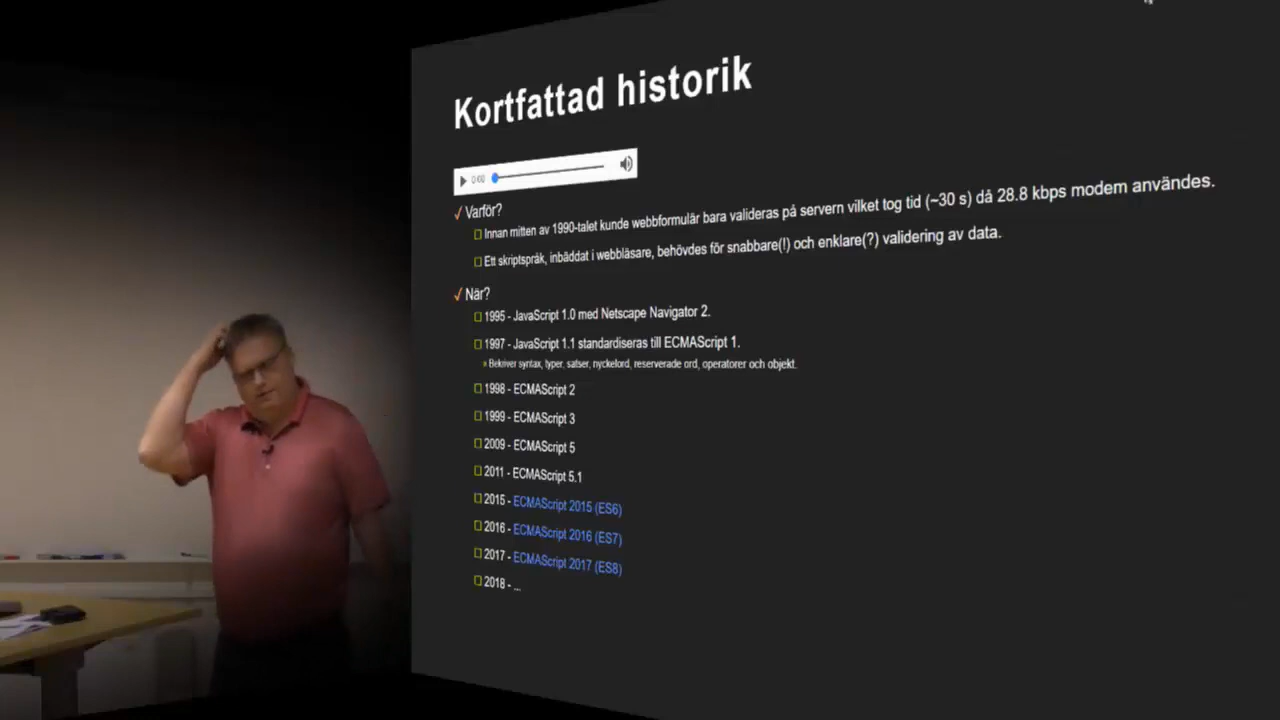 Kortfattad historik
0:00
Varför?
Innan mitten av 1990-talet kunde webbformulär bara valideras på servern vilket tog tid (~30 s) då 28.8 kbps modem användes.
Ett skriptspråk, inbäddat i webbläsare, behövdes för snabbare(!) och enklare(?) validering av data.
När?
1995 - JavaScript 1.0 med Netscape Navigator 2.
1997 - JavaScript 1.1 standardiseras till ECMAScript 1.
» Bekriver syntax, typer, satser, nyckelord, reserverade ord, operatorer och objekt.
1998 - ECMAScript 2
1999 - ECMAScript 3
2009 - ECMAScript 5
2011 - ECMAScript 5.1
2015 - ECMAScript 2015 (ES6)
2016 - ECMAScript 2016 (ES7)
2017 - ECMAScript 2017 (ES8)
2018 - ...